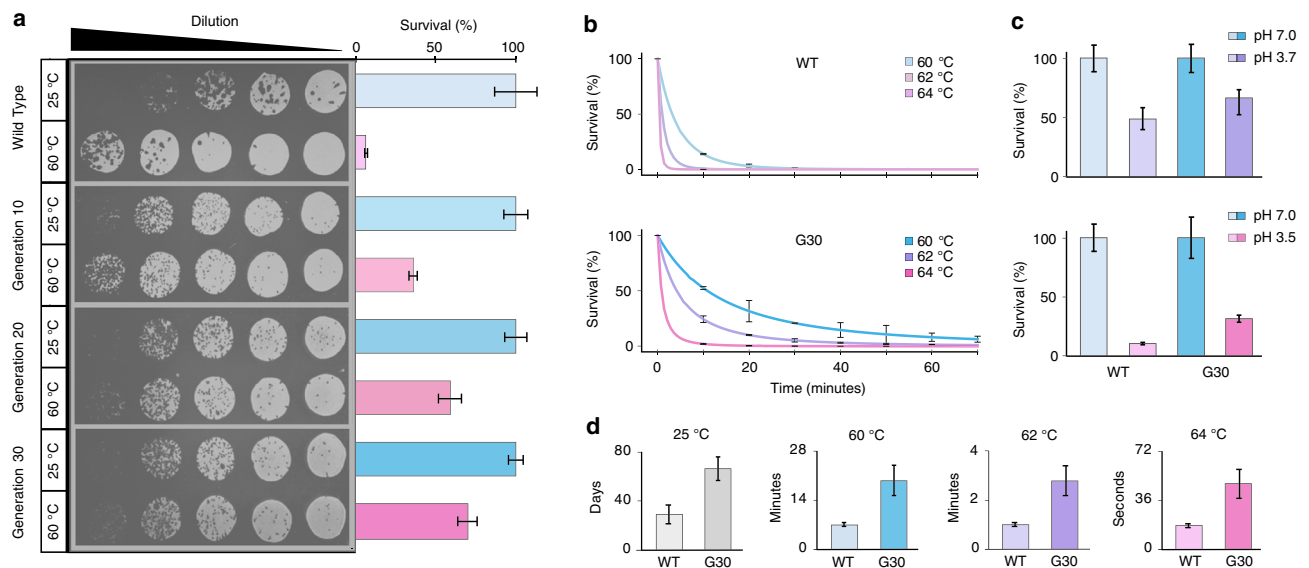 a
Dilution
Survival (%)
0 50 100
Wild Type
25 °C
60 °C
Generation 10
25 °C
60 °C
Generation 20
25 °C
60 °C
Generation 30
25 °C
60 °C
b
WT
Survival (%)
100
50
0
60 °C
62 °C
64 °C
G30
Survival (%)
100
50
0
60 °C
62 °C
64 °C
0 20 40 60
Time (minutes)
c
Survival (%)
100
50
0
pH 7.0
pH 3.7
Survival (%)
100
50
0
pH 7.0
pH 3.5
WT G30
d
25 °C
Days
80
40
0
WT G30
60 °C
Minutes
28
14
0
WT G30
62 °C
Minutes
4
2
0
WT G30
64 °C
Seconds
72
36
0
WT G30